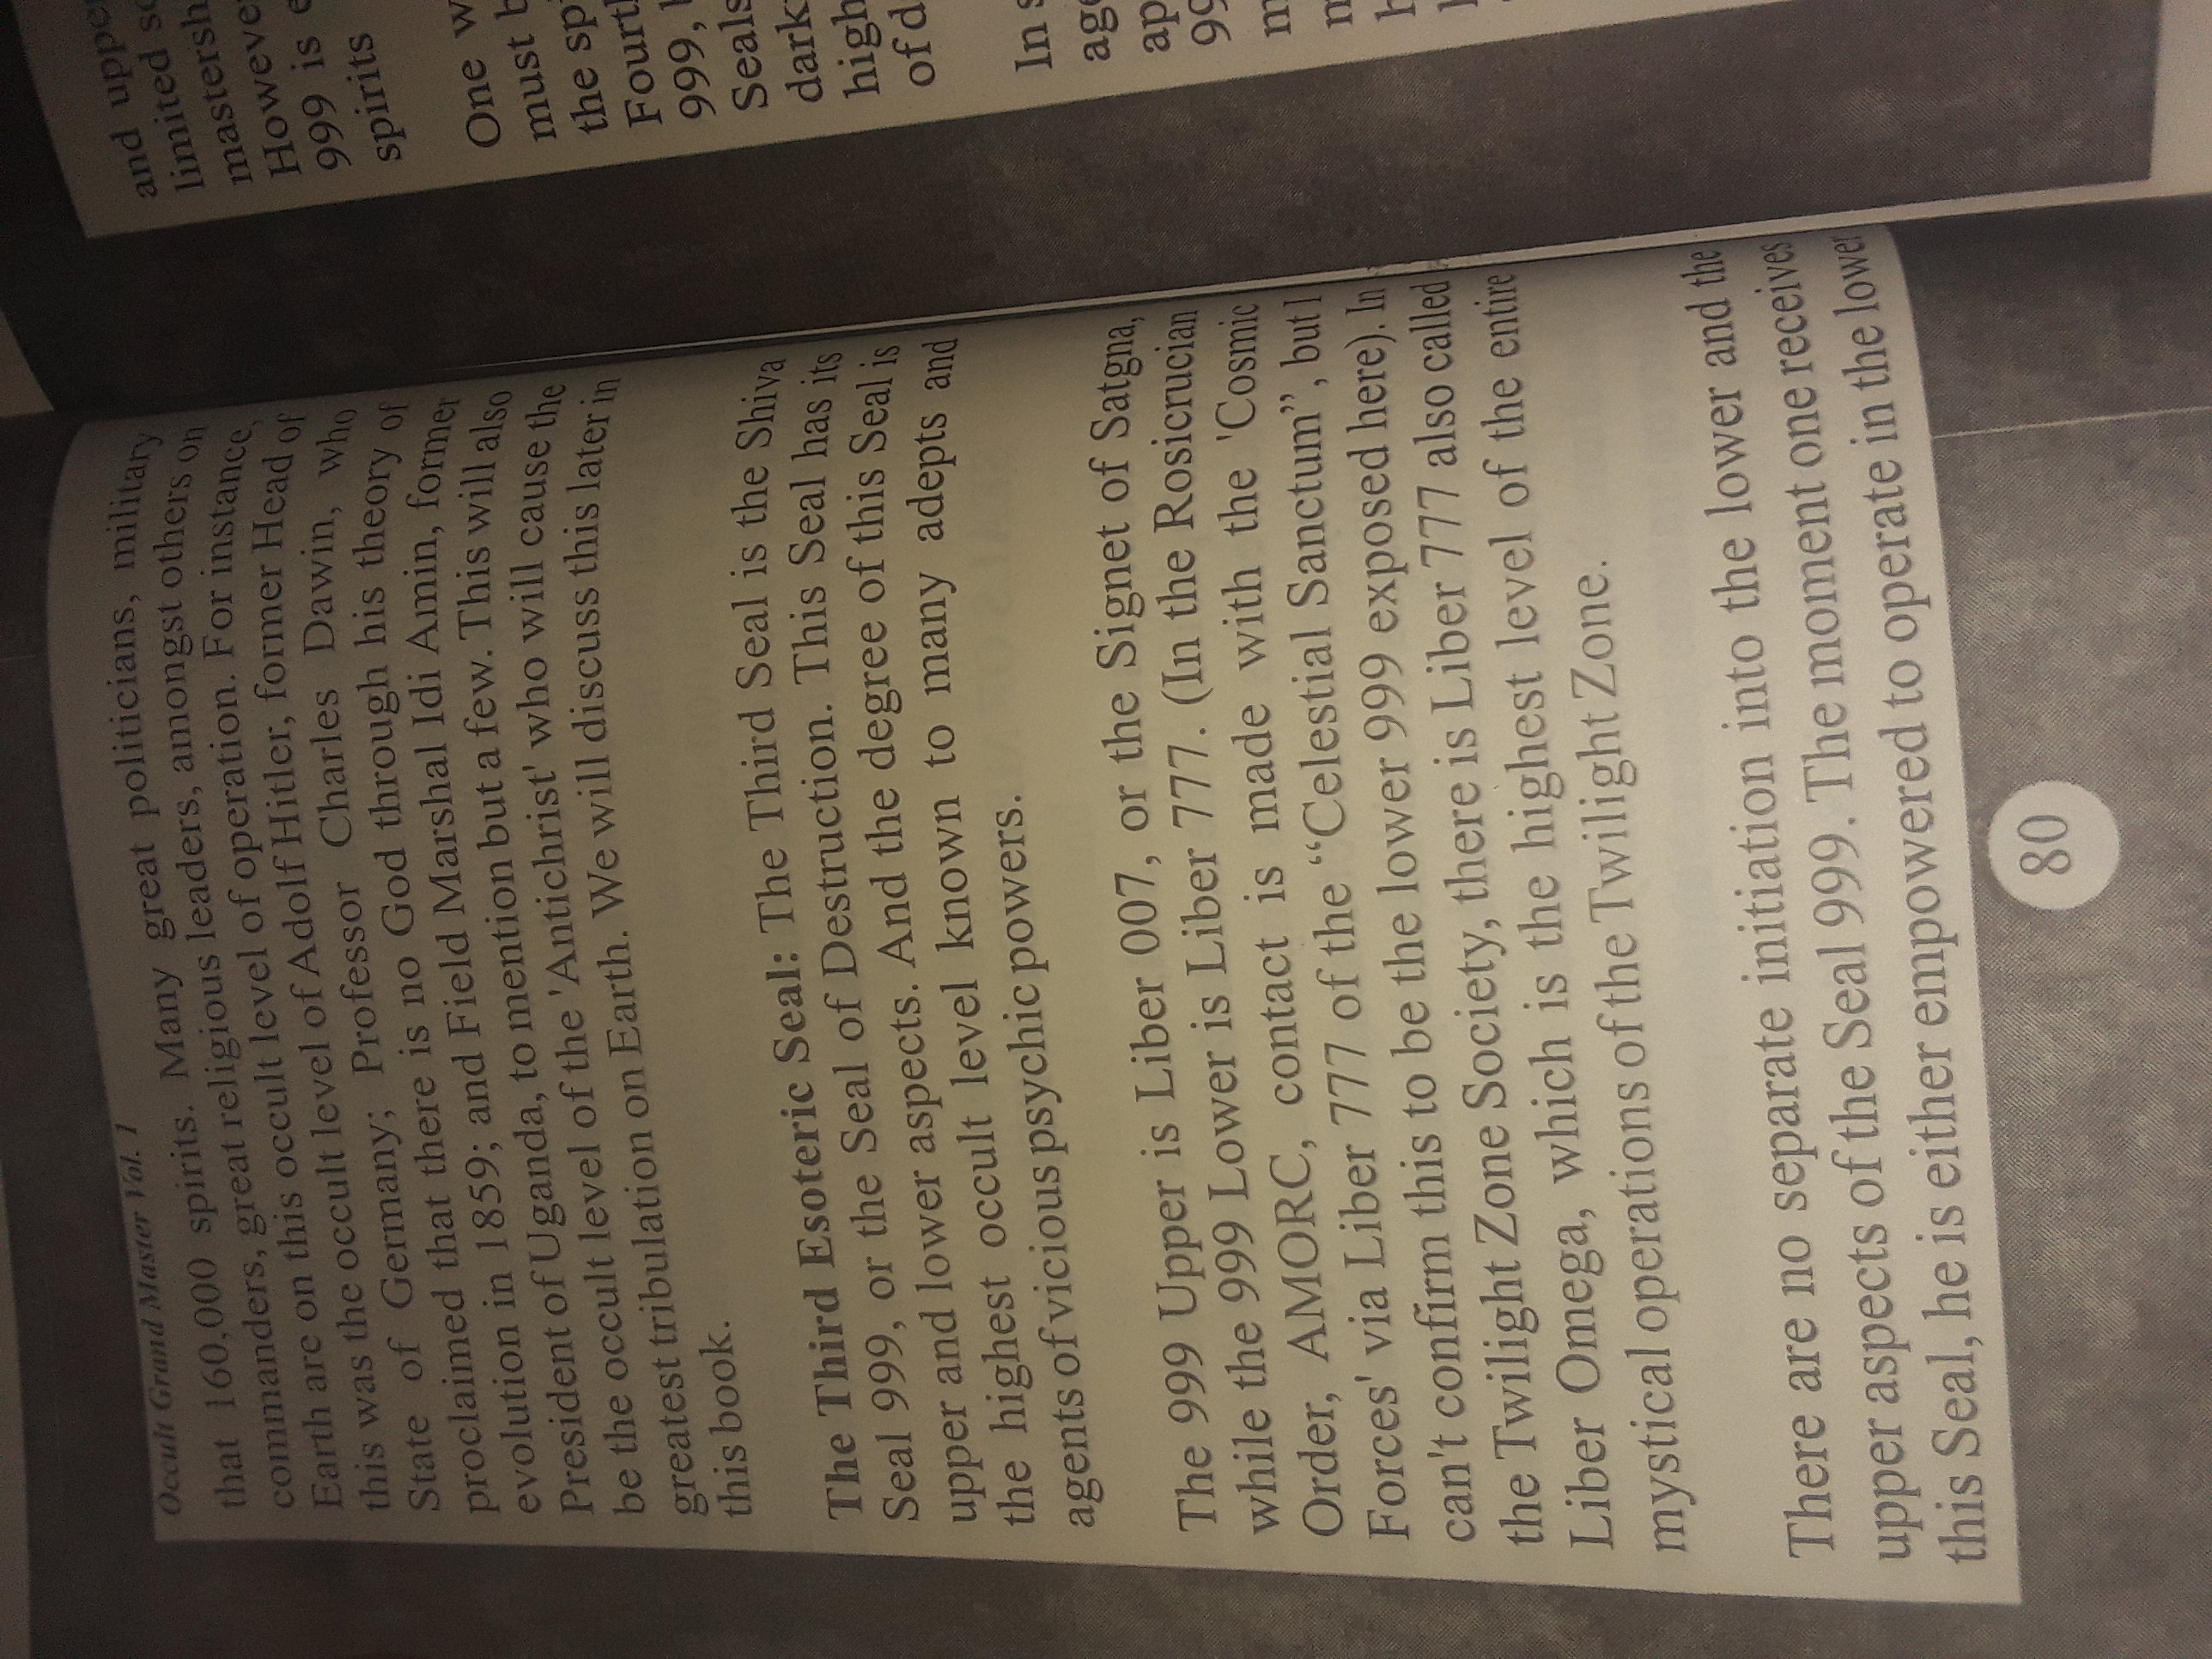 Occult Grand Master Vol. 1
that 160,000 spirits. Many great politicians, military
commanders, great religious leaders, amongst others on
Earth are on this occult level of operation. For instance,
this was the occult level of Adolf Hitler, former Head of
State of Germany; Professor Charles Dawin, who
proclaimed that there is no God through his theory of
evolution in 1859; and Field Marshal Idi Amin, former
President of Uganda, to mention but a few. This will also
be the occult level of the 'Antichrist' who will cause the
greatest tribulation on Earth. We will discuss this later in
this book.
The Third Esoteric Seal: The Third Seal is the Shiva
Seal 999, or the Seal of Destruction. This Seal has its
upper and lower aspects. And the degree of this Seal is
the highest occult level known to many adepts and
agents of vicious psychic powers.
The 999 Upper is Liber 007, or the Signet of Satgna,
while the 999 Lower is Liber 777. (In the Rosicrucian
Order, AMORC, contact is made with the 'Cosmic
Forces' via Liber 777 of the “Celestial Sanctum”, but I
can't confirm this to be the lower 999 exposed here). In
the Twilight Zone Society, there is Liber 777 also called
Liber Omega, which is the highest level of the entire
mystical operations of the Twilight Zone.
There are no separate initiation into the lower and the
upper aspects of the Seal 999. The moment one receives
this Seal, he is either empowered to operate in the lower
80
and
limited
999 is
spirits
One
must
the
999,
Seals
of
In